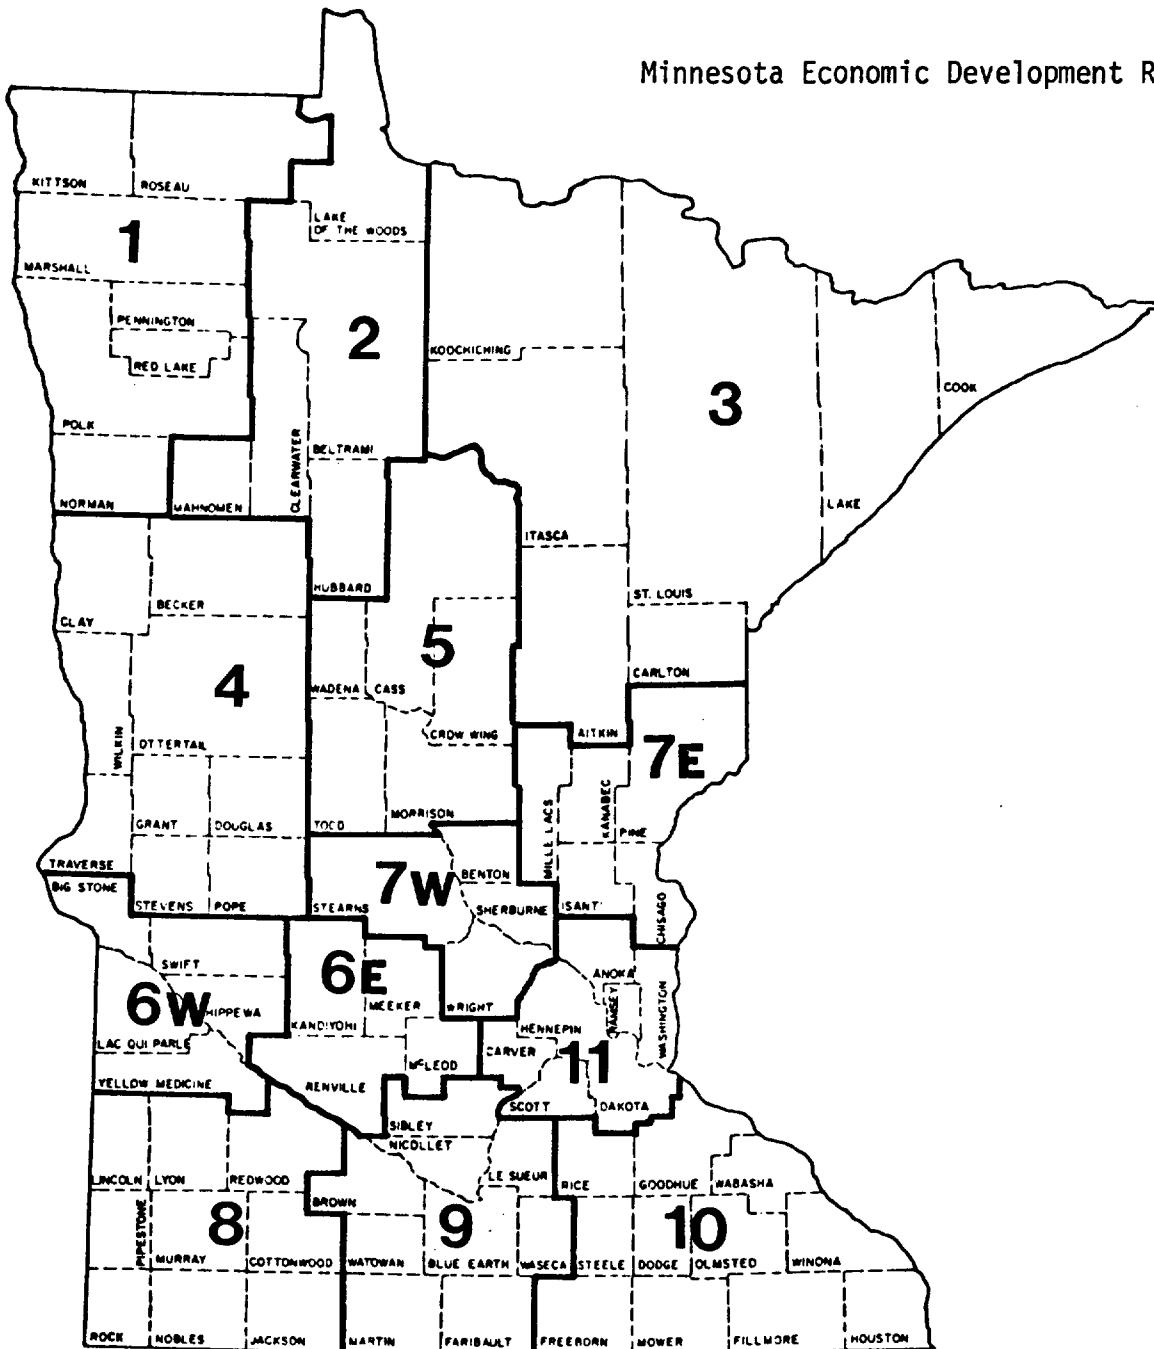 Minnesota Economic Development R
KITTSON
ROSEAU
LAKE
OF THE WOODS
1
MARSHALL
PENNINGTON
2
RED LAKE
KOOCHICHING
COOK
3
POLK
CLEARWATER
BELTRAMI
NORMAN
MAHNOMEN
LAKE
ITASCA
HUBBARD
ST. LOUIS
BECKER
CLAY
5
4
WADENA
CASS
CARLTON
CROW WING
AITKIN
WILKIN
OTTERTAIL
7E
KANABEC
MILLE LACS
MORRISON
GRANT
DOUGLAS
TODD
PINE
TRAVERSE
BIG STONE
7W
BENTON
STEVENS
POPE
STEARNS
SHERBURNE
ISANTI
CHISAGO
SWIFT
6E
ANOKA
RAMSEY
WASHINGTON
6W
HIPPEWA
MEEKER
WRIGHT
KANDIYOHI
HENNEPIN
LAC QUI PARLE
McLEOD
CARVER
11
YELLOW MEDICINE
RENVILLE
SCOTT
DAKOTA
SIBLEY
NICOLLET
LINCOLN
LYON
REDWOOD
LE SUEUR
RICE
GOODHUE
WABASHA
BROWN
8
9
10
PIPESTONE
MURRAY
COTTONWOOD
WATOWAN
BLUE EARTH
WASECA
STEELE
DODGE
OLMSTED
WINONA
ROCK
NOBLES
JACKSON
MARTIN
FARIBAULT
FREEBORN
MOWER
FILLMORE
HOUSTON